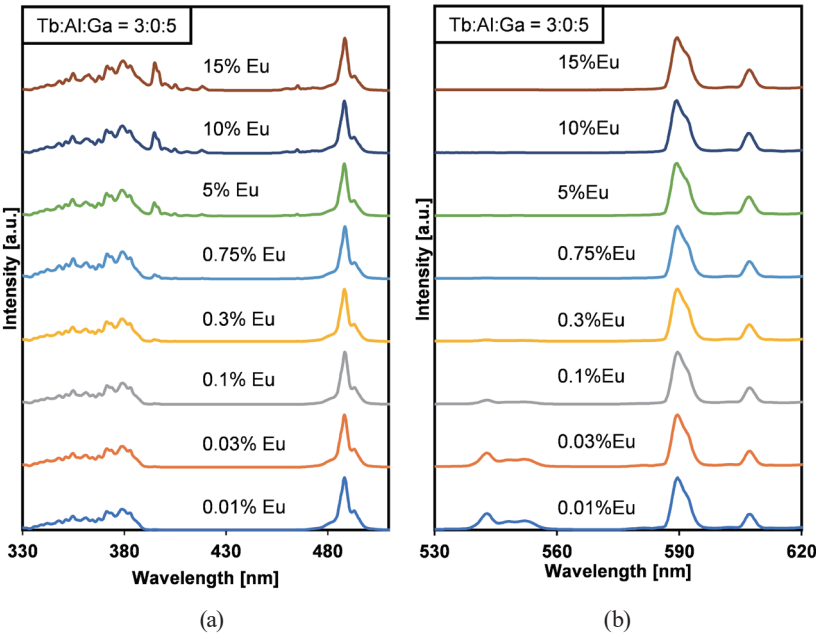 Tb:Al:Ga = 3:0:5
15% Eu
10% Eu
5% Eu
0.75% Eu
0.3% Eu
0.1% Eu
0.03% Eu
0.01% Eu
Intensity [a.u.]
330 380 430 480
Wavelength [nm]
(a)
Tb:Al:Ga = 3:0:5
15%Eu
10%Eu
5%Eu
0.75%Eu
0.3%Eu
0.1%Eu
0.03%Eu
0.01%Eu
Intensity [a.u.]
530 560 590 620
Wavelength [nm]
(b)